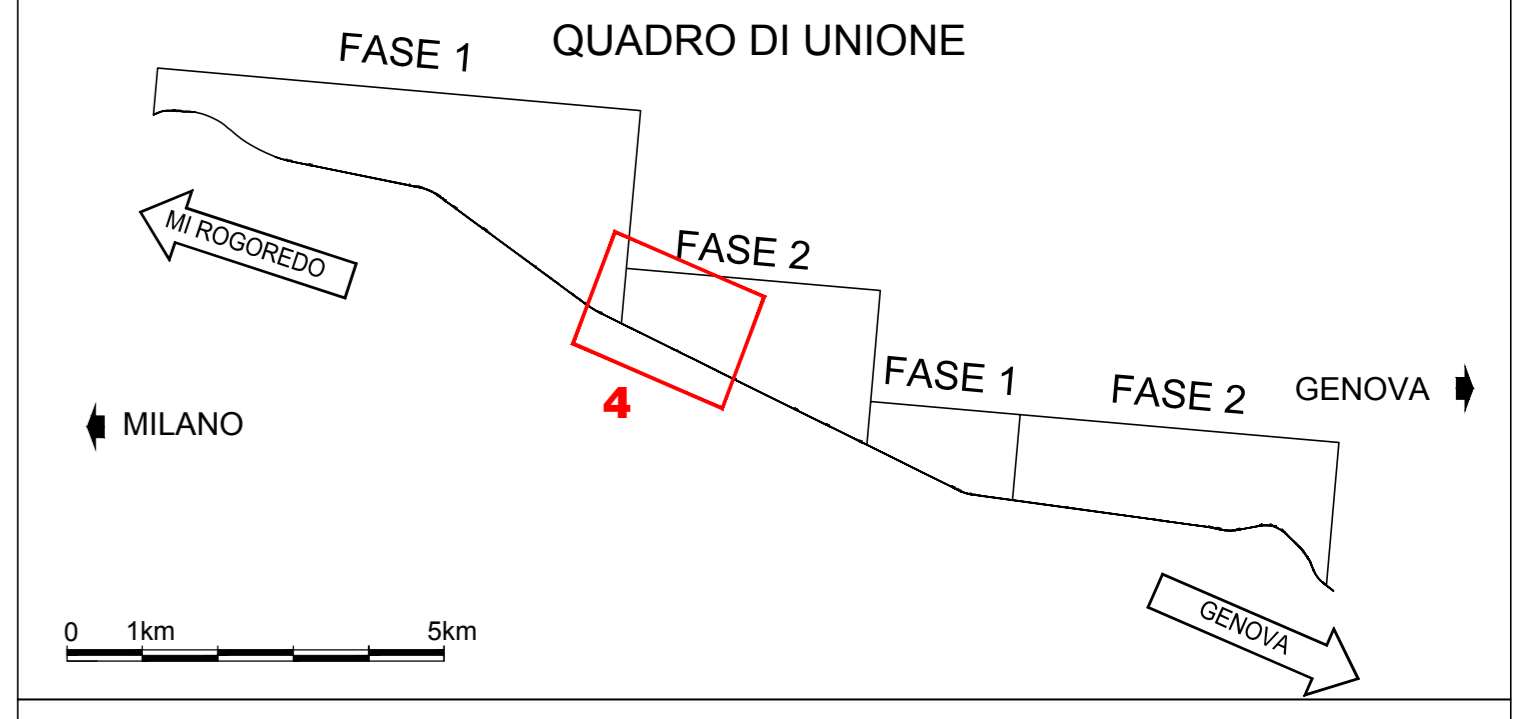 QUADRO DI UNIONE
FASE 1
MI ROGOREDO
FASE 2
4
FASE 1
FASE 2
GENOVA
MILANO
0 1km 5km
GENOVA